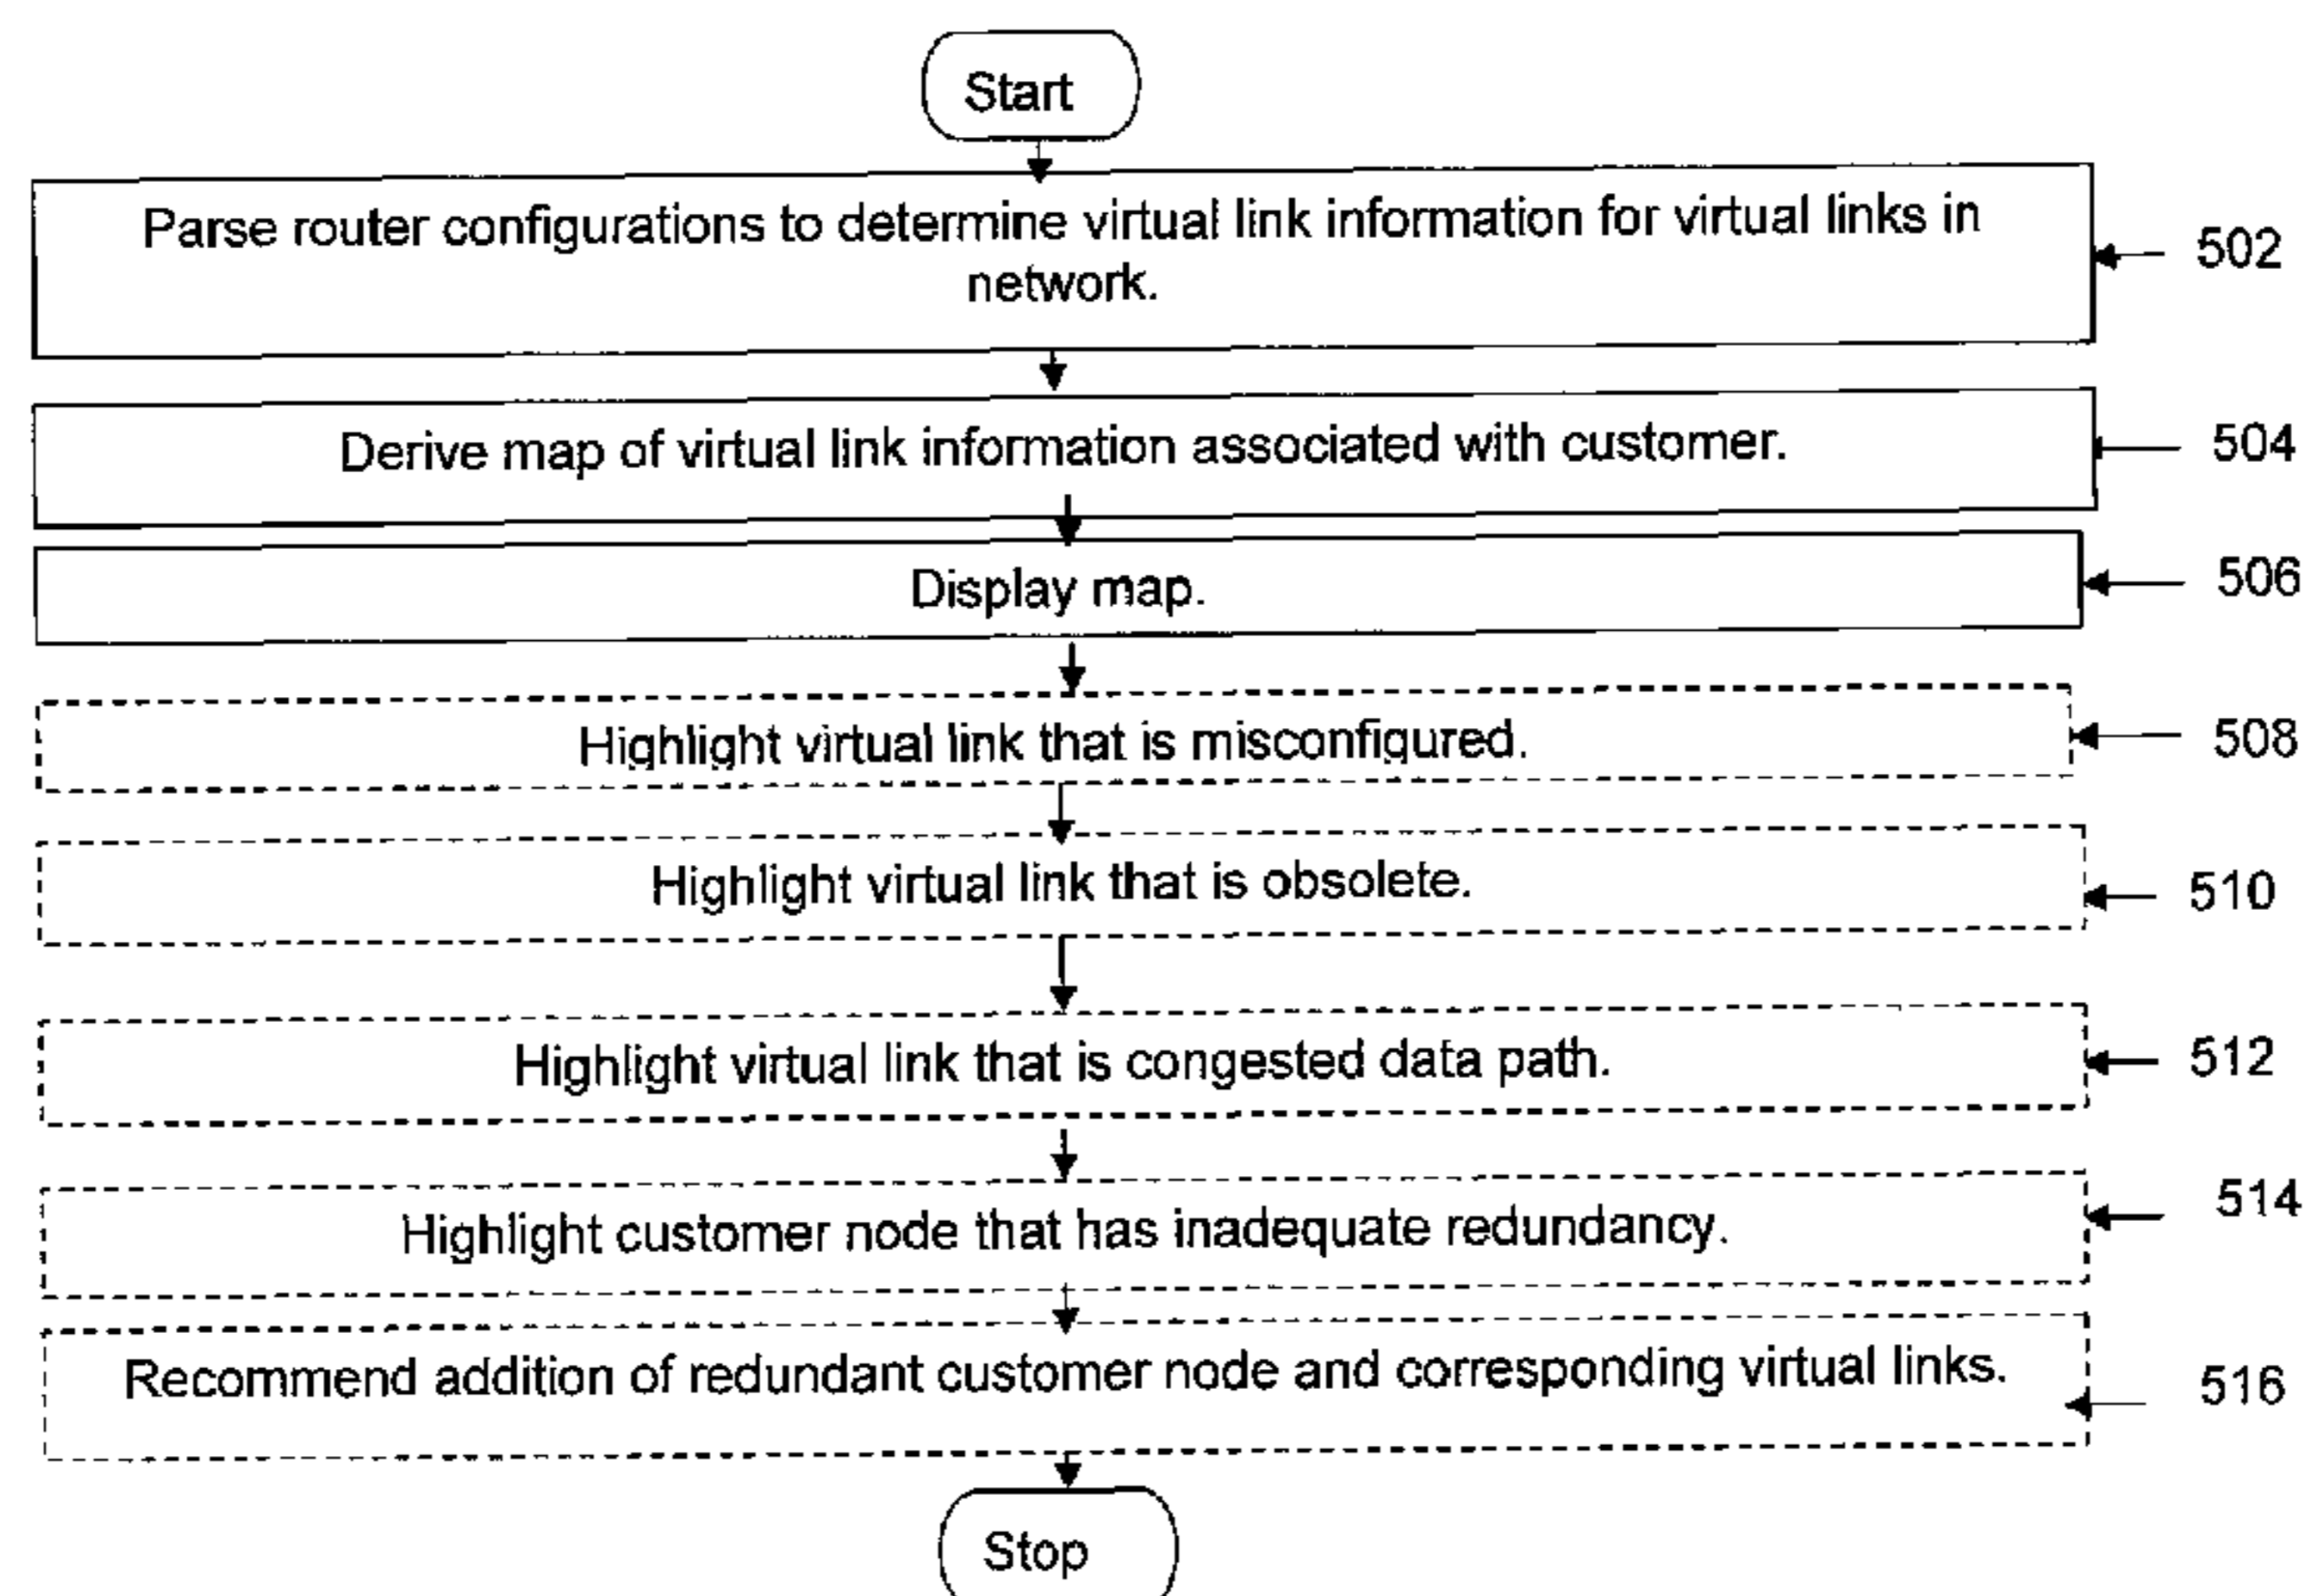 Start
Parse router configurations to determine virtual link information for virtual links in
network.
502
Derive map of virtual link information associated with customer.
504
Display map.
506
Highlight virtual link that is misconfigured.
508
Highlight virtual link that is obsolete.
510
Highlight virtual link that is congested data path.
512
Highlight customer node that has inadequate redundancy.
514
Recommend addition of redundant customer node and corresponding virtual links.
516
Stop